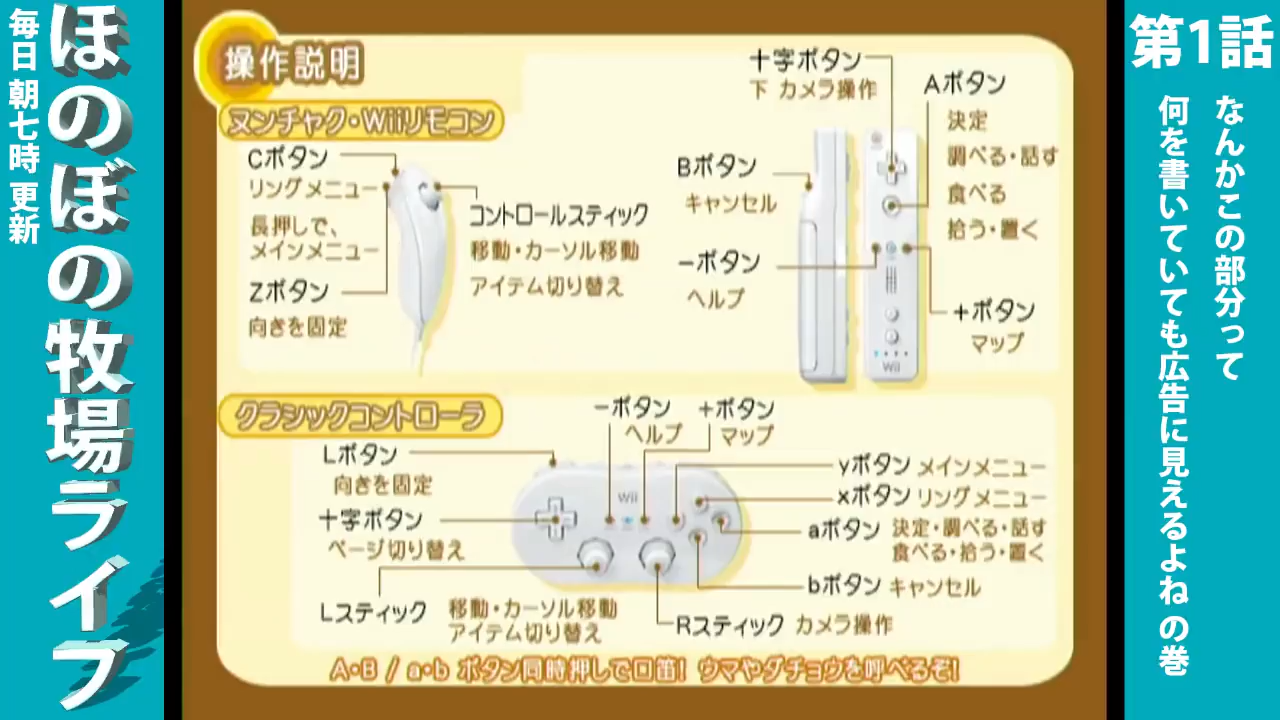 ほのぼの牧場ライフ
毎日 朝七時 更新
操作説明
ヌンチャク・Wiiリモコン
Cボタン
リングメニュー
長押しで、
メインメニュー
Zボタン
向きを固定
コントロールスティック
移動・カーソル移動
アイテム切り替え
十字ボタン
下 カメラ操作
Aボタン
決定
調べる・話す
食べる
拾う・置く
Bボタン
キャンセル
－ボタン
ヘルプ
＋ボタン
マップ
Wii
クラシックコントローラ
－ボタン
ヘルプ
＋ボタン
マップ
Lボタン
向きを固定
十字ボタン
ページ切り替え
Lスティック
移動・カーソル移動
アイテム切り替え
Wii
yボタン メインメニュー
xボタン リングメニュー
aボタン 決定・調べる・話す
食べる・拾う・置く
bボタン キャンセル
Rスティック カメラ操作
A・B / a・b ボタン同時押しで口笛! ウマやダチョウを呼べるぞ!
第1話
なんかこの部分って
何を書いていても広告に見えるよね の巻